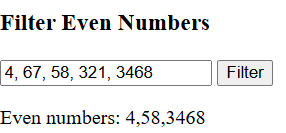 Filter Even Numbers
4, 67, 58, 321, 3468 Filter
Even numbers: 4,58,3468